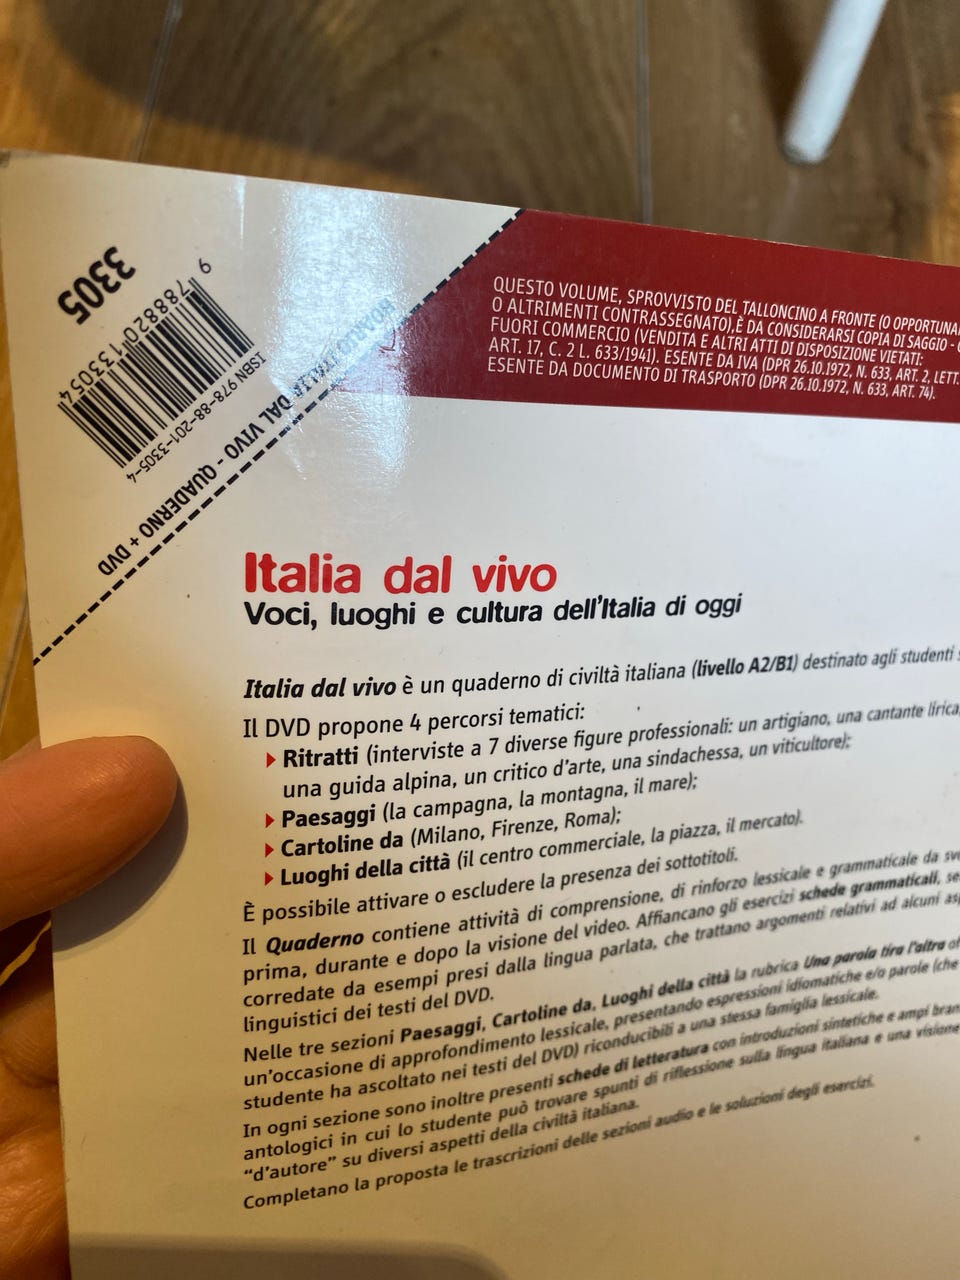 3305
9 788820 133054
ISBN 978-88-201-3305-4
ITALIA DAL VIVO - QUADERNO + DVD
QUESTO VOLUME, SPROVVISTO DEL TALLONCINO A FRONTE (O OPPORTUNA
O ALTRIMENTI CONTRASSEGNATO), È DA CONSIDERARSI COPIA DI SAGGIO -
FUORI COMMERCIO (VENDITA E ALTRI ATTI DI DISPOSIZIONE VIETATI:
ART. 17, C. 2 L. 633/1941). ESENTE DA IVA (DPR 26.10.1972, N. 633, ART. 2, LETT.
ESENTE DA DOCUMENTO DI TRASPORTO (DPR 26.10.1972, N. 633, ART. 74).
Italia dal vivo
Voci, luoghi e cultura dell'Italia di oggi
Italia dal vivo è un quaderno di civiltà italiana (livello A2/B1) destinato agli studenti
Il DVD propone 4 percorsi tematici:
Ritratti (interviste a 7 diverse figure professionali: un artigiano, una cantante lirica,
una guida alpina, un critico d'arte, una sindachessa, un viticultore);
Paesaggi (la campagna, la montagna, il mare);
Cartoline da (Milano, Firenze, Roma);
Luoghi della città (il centro commerciale, la piazza, il mercato).
È possibile attivare o escludere la presenza dei sottotitoli.
Il Quaderno contiene attività di comprensione, di rinforzo lessicale e grammaticale da
prima, durante e dopo la visione del video. Affiancano gli esercizi schede grammaticali,
corredate da esempi presi dalla lingua parlata, che trattano argomenti relativi ad alcuni
linguistici dei testi del DVD.
Nelle tre sezioni Paesaggi, Cartoline da, Luoghi della città la rubrica Una parola tira l'altra
un'occasione di approfondimento lessicale, presentando espressioni idiomatiche e/o parole (che
studente ha ascoltato nei testi del DVD) riconducibili a una stessa famiglia lessicale.
In ogni sezione sono inoltre presenti schede di letteratura con introduzioni sintetiche e ampi
antologici in cui lo studente può trovare spunti di riflessione sulla lingua italiana e una visione
"d'autore" su diversi aspetti della civiltà italiana.
Completano la proposta le trascrizioni delle sezioni audio e le soluzioni degli esercizi.